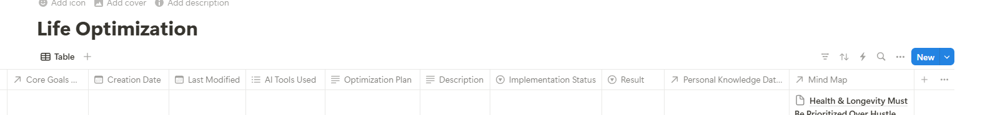 Add icon Add cover Add description
Life Optimization
Table
New
Core Goals ... Creation Date Last Modified AI Tools Used Optimization Plan Description Implementation Status Result Personal Knowledge Dat... Mind Map
Health & Longevity Must
Be Prioritized Over Hustle